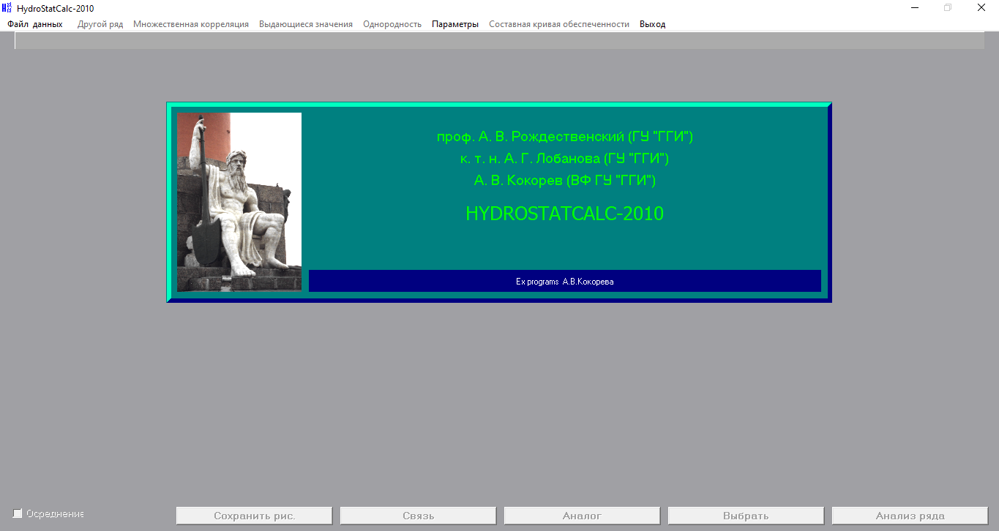 HydroStatCalc-2010
Файл данных Другой ряд Множественная корреляция Выдающиеся значения Однородность Параметры Составная кривая обеспеченности Выход
проф. А. В. Рождественский (ГУ "ГГИ")
к. т. н. А. Г. Лобанова (ГУ "ГГИ")
А. В. Кокорев (ВФ ГУ "ГГИ")
HYDROSTATCALC-2010
Ex programs А.В.Кокорева
Осреднение Сохранить рис. Связь Аналог Выбрать Анализ ряда